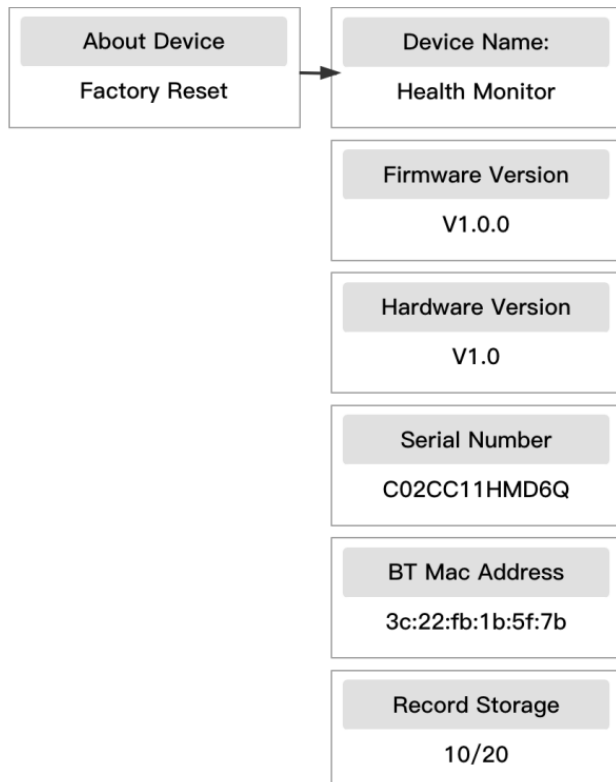 About Device
Factory Reset
Device Name:
Health Monitor
Firmware Version
V1.0.0
Hardware Version
V1.0
Serial Number
C02CC11HMD6Q
BT Mac Address
3c:22:fb:1b:5f:7b
Record Storage
10/20